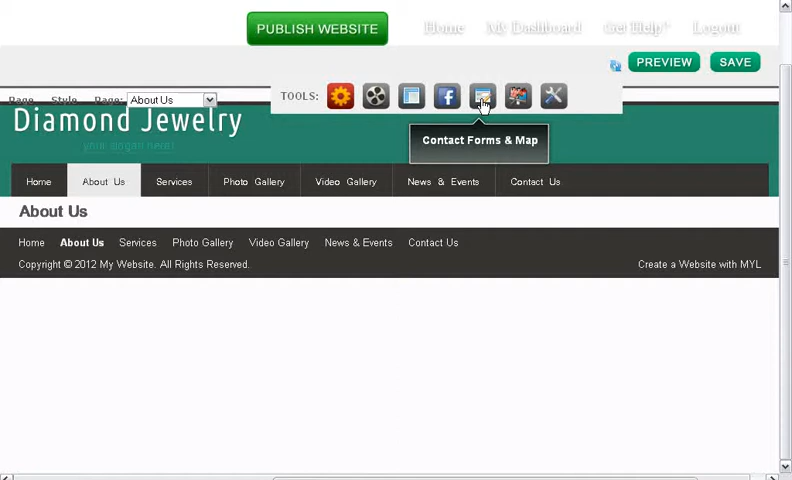 PUBLISH WEBSITE
Home My Dashboard Get Help? Logout
PREVIEW SAVE
Page Style Page: About Us
TOOLS:
Diamond Jewelry
your slogan here!
Contact Forms & Map
Home About Us Services Photo Gallery Video Gallery News & Events Contact Us
About Us
Home About Us Services Photo Gallery Video Gallery News & Events Contact Us
Copyright © 2012 My Website. All Rights Reserved. Create a Website with MYL